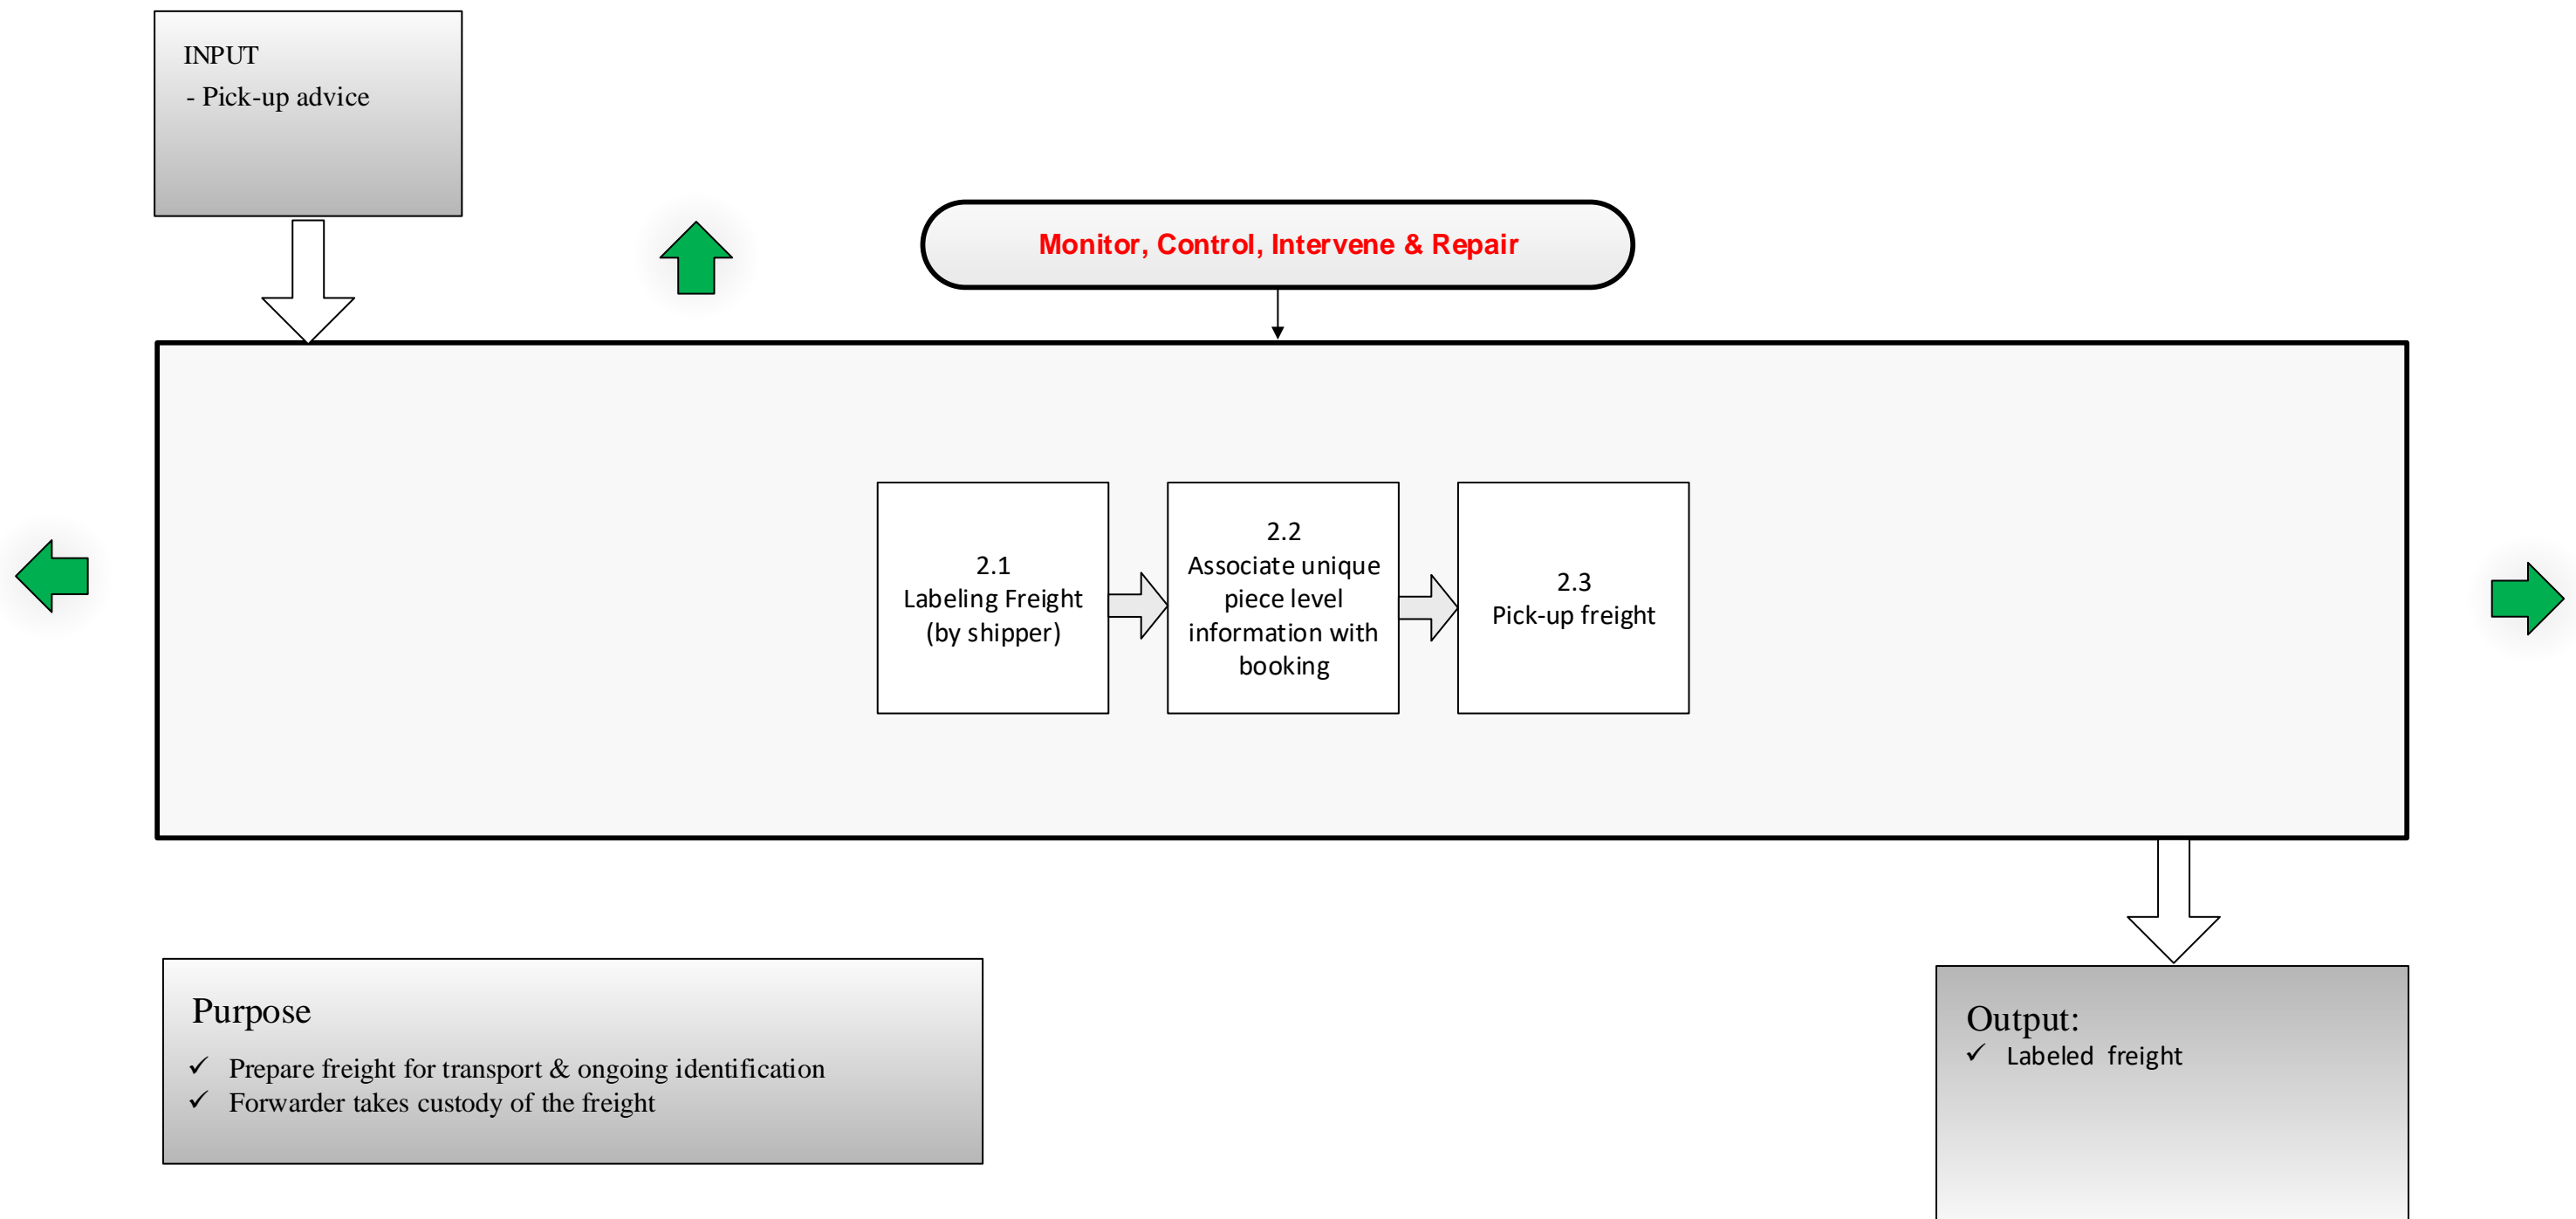 INPUT
- Pick-up advice
Monitor, Control, Intervene & Repair
2.1
Labeling Freight
(by shipper)
2.2
Associate unique
piece level
information with
booking
2.3
Pick-up freight
Purpose
✓ Prepare freight for transport & ongoing identification
✓ Forwarder takes custody of the freight
Output:
✓ Labeled freight